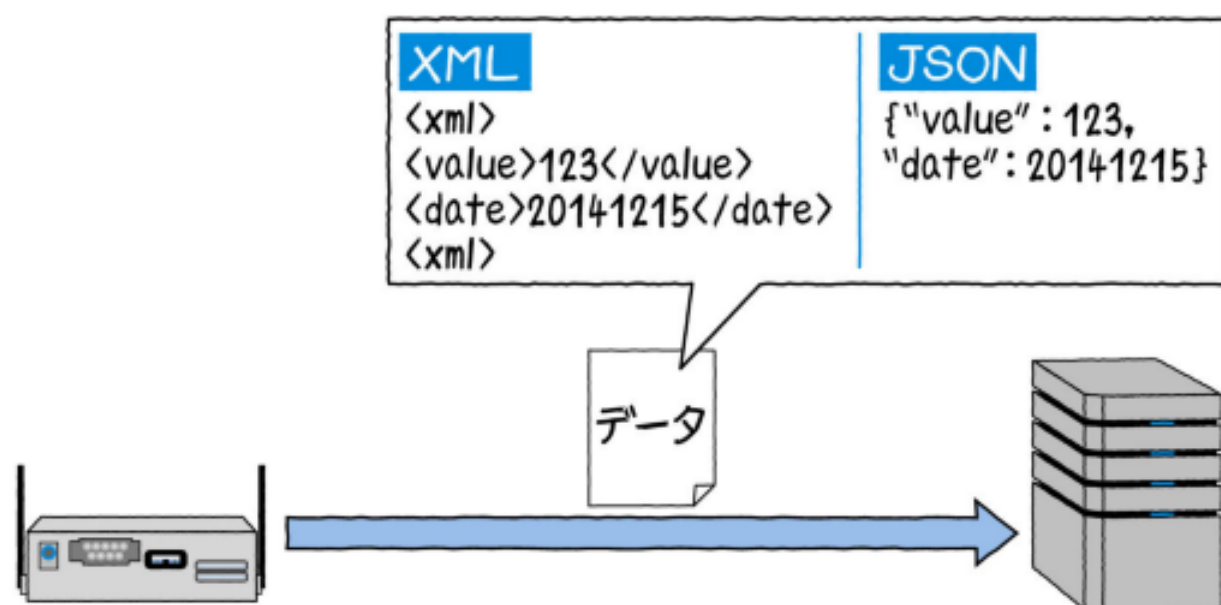 XML
<xml>
<value>123</value>
<date>20141215</date>
<xml>
JSON
{"value":123,
"date":20141215}
データ